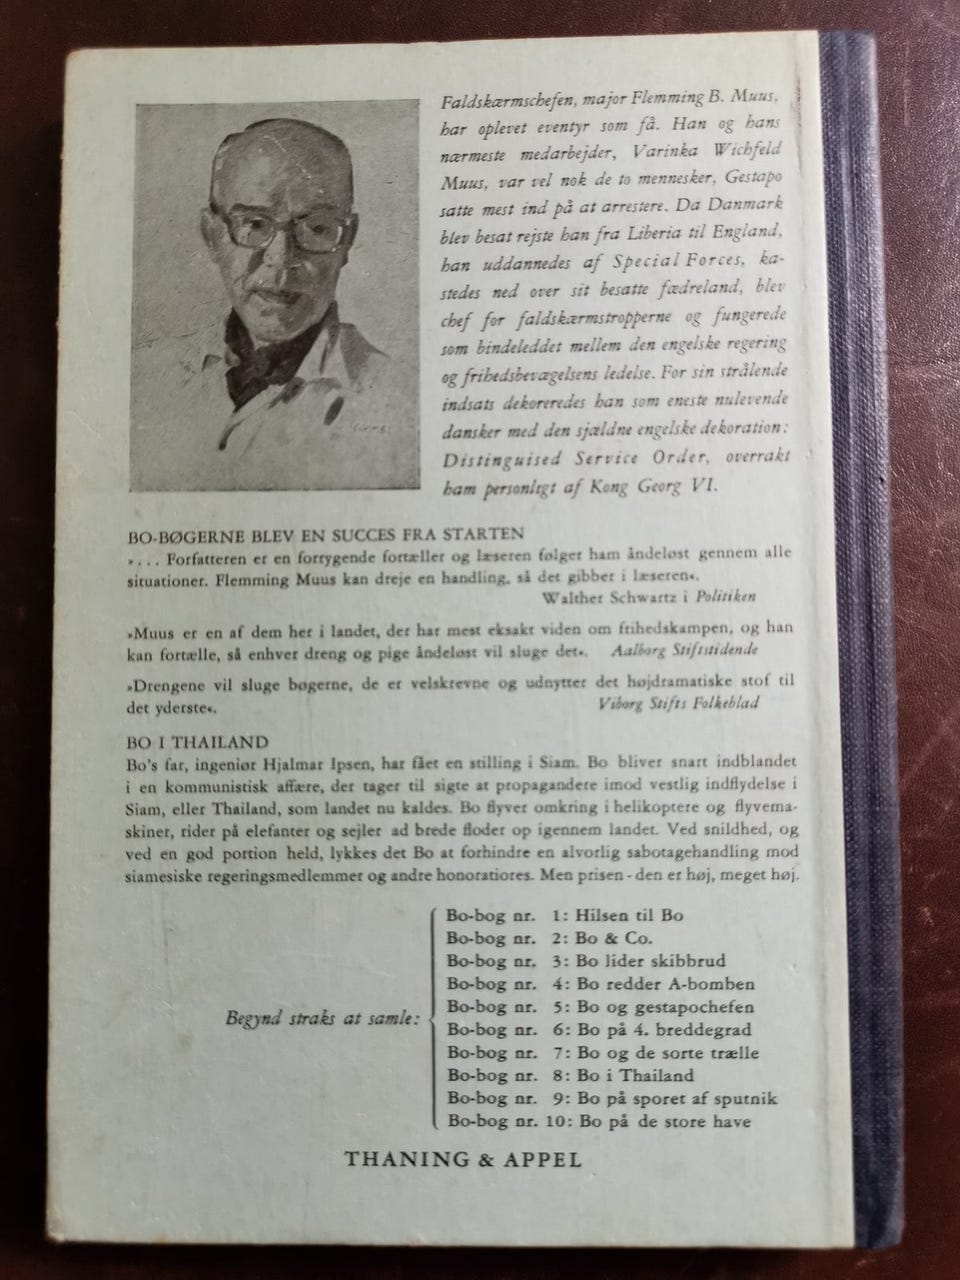 Faldskærmschefen, major Flemming B. Muus,
har oplevet eventyr som få. Han og hans
nærmeste medarbejder, Varinka Wichfeld
Muus, var vel nok de to mennesker, Gestapo
satte mest ind på at arrestere. Da Danmark
blev besat rejste han fra Liberia til England,
han uddannedes af Special Forces, ka-
stedes ned over sit besatte fædreland, blev
chef for faldskærmstropperne og fungerede
som bindeleddet mellem den engelske regering
og frihedsbevægelsens ledelse. For sin strålende
indsats dekoreredes han som eneste nulevende
dansker med den sjældne engelske dekoration:
Distinguised Service Order, overrakt
ham personligt af Kong Georg VI.
BO-BØGERNE BLEV EN SUCCES FRA STARTEN
»... Forfatteren er en forrygende fortæller og læseren følger ham åndeløst gennem alle
situationer. Flemming Muus kan dreje en handling, så det gibber i læseren«.
Walther Schwartz i Politiken
»Muus er en af dem her i landet, der har mest eksakt viden om frihedskampen, og han
kan fortælle, så enhver dreng og pige åndeløst vil sluge det«. Aalborg Stiftstidende
»Drengene vil sluge bøgerne, de er velskrevne og udnytter det højdramatiske stof til
det yderste«. Viborg Stifts Folkeblad
BO I THAILAND
Bo's far, ingeniør Hjalmar Ipsen, har fået en stilling i Siam. Bo bliver snart indblandet
i en kommunistisk affære, der tager til sigte at propagandere imod vestlig indflydelse i
Siam, eller Thailand, som landet nu kaldes. Bo flyver omkring i helikoptere og flyvema-
skiner, rider på elefanter og sejler ad brede floder op igennem landet. Ved snildhed, og
ved en god portion held, lykkes det Bo at forhindre en alvorlig sabotagehandling mod
siamesiske regeringsmedlemmer og andre honoratiores. Men prisen - den er høj, meget høj.
Begynd straks at samle:
Bo-bog nr. 1: Hilsen til Bo
Bo-bog nr. 2: Bo & Co.
Bo-bog nr. 3: Bo lider skibbrud
Bo-bog nr. 4: Bo redder A-bomben
Bo-bog nr. 5: Bo og gestapochefen
Bo-bog nr. 6: Bo på 4. breddegrad
Bo-bog nr. 7: Bo og de sorte trælle
Bo-bog nr. 8: Bo i Thailand
Bo-bog nr. 9: Bo på sporet af sputnik
Bo-bog nr. 10: Bo på de store have
THANING & APPEL